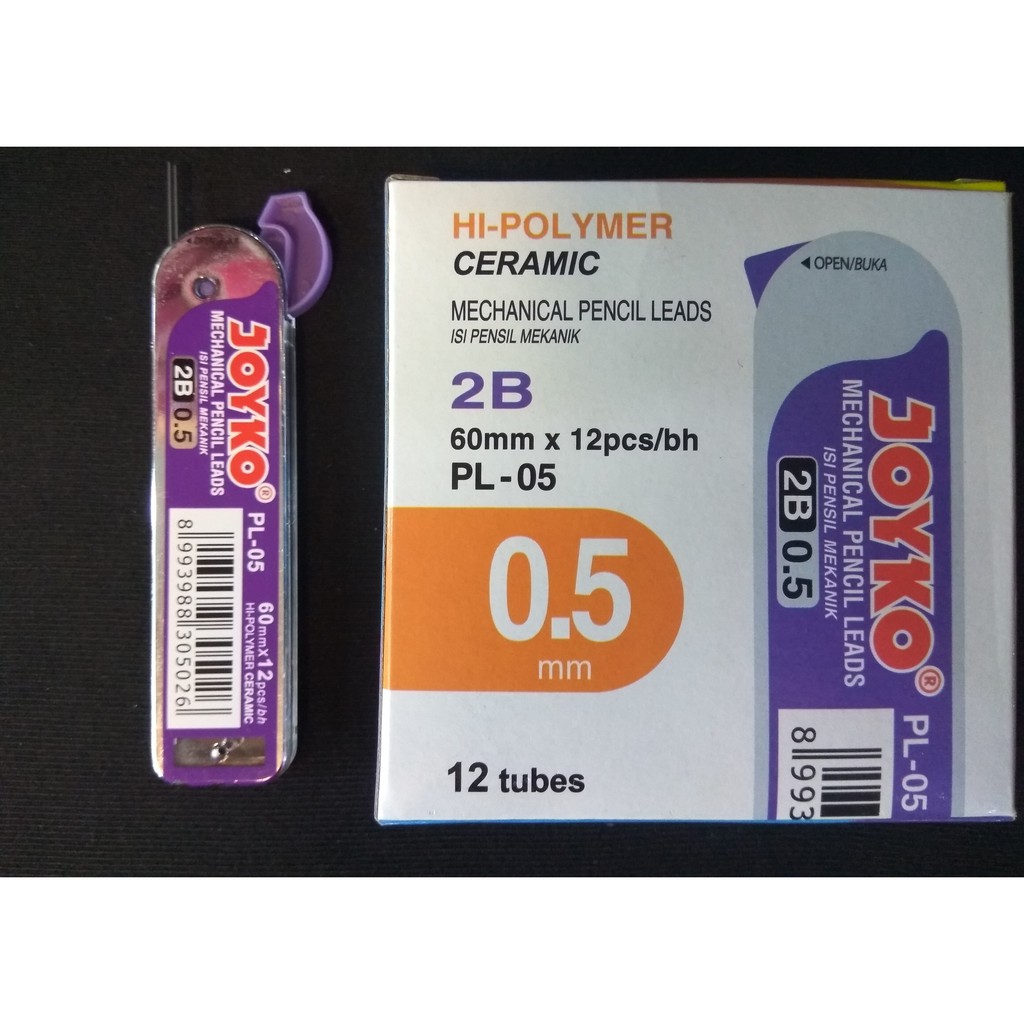 JOYKO®
MECHANICAL PENCIL LEADS
ISI PENSIL MEKANIK
2B 0.5
PL-05
60mmx12pcs/bh
HI-POLYMER CERAMIC
8 993988 305026
HI-POLYMER
CERAMIC
MECHANICAL PENCIL LEADS
ISI PENSIL MEKANIK
2B
60mm x 12pcs/bh
PL-05
0.5
mm
12 tubes
OPEN/BUKA
JOYKO®
MECHANICAL PENCIL LEADS
ISI PENSIL MEKANIK
2B 0.5
PL-05
8 993